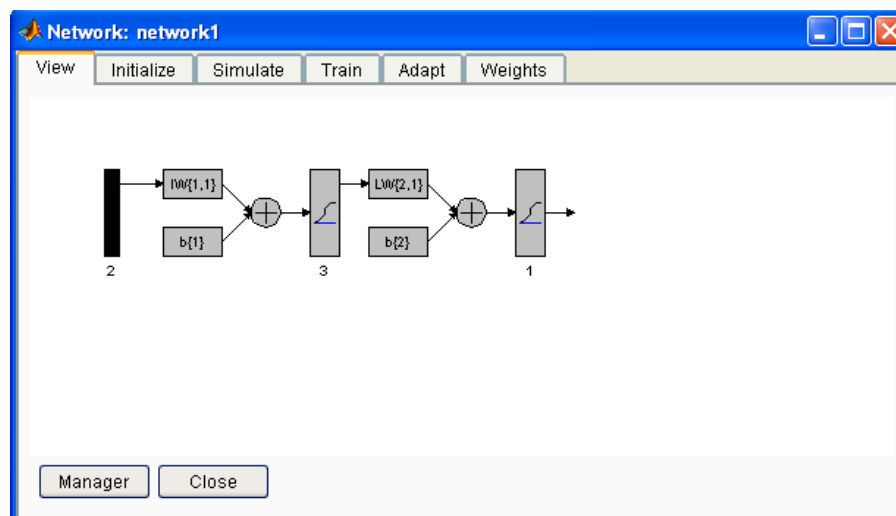 Network: network1
View Initialize Simulate Train Adapt Weights
IW{1,1} LW{2,1}
b{1} b{2}
2 3 1
Manager Close